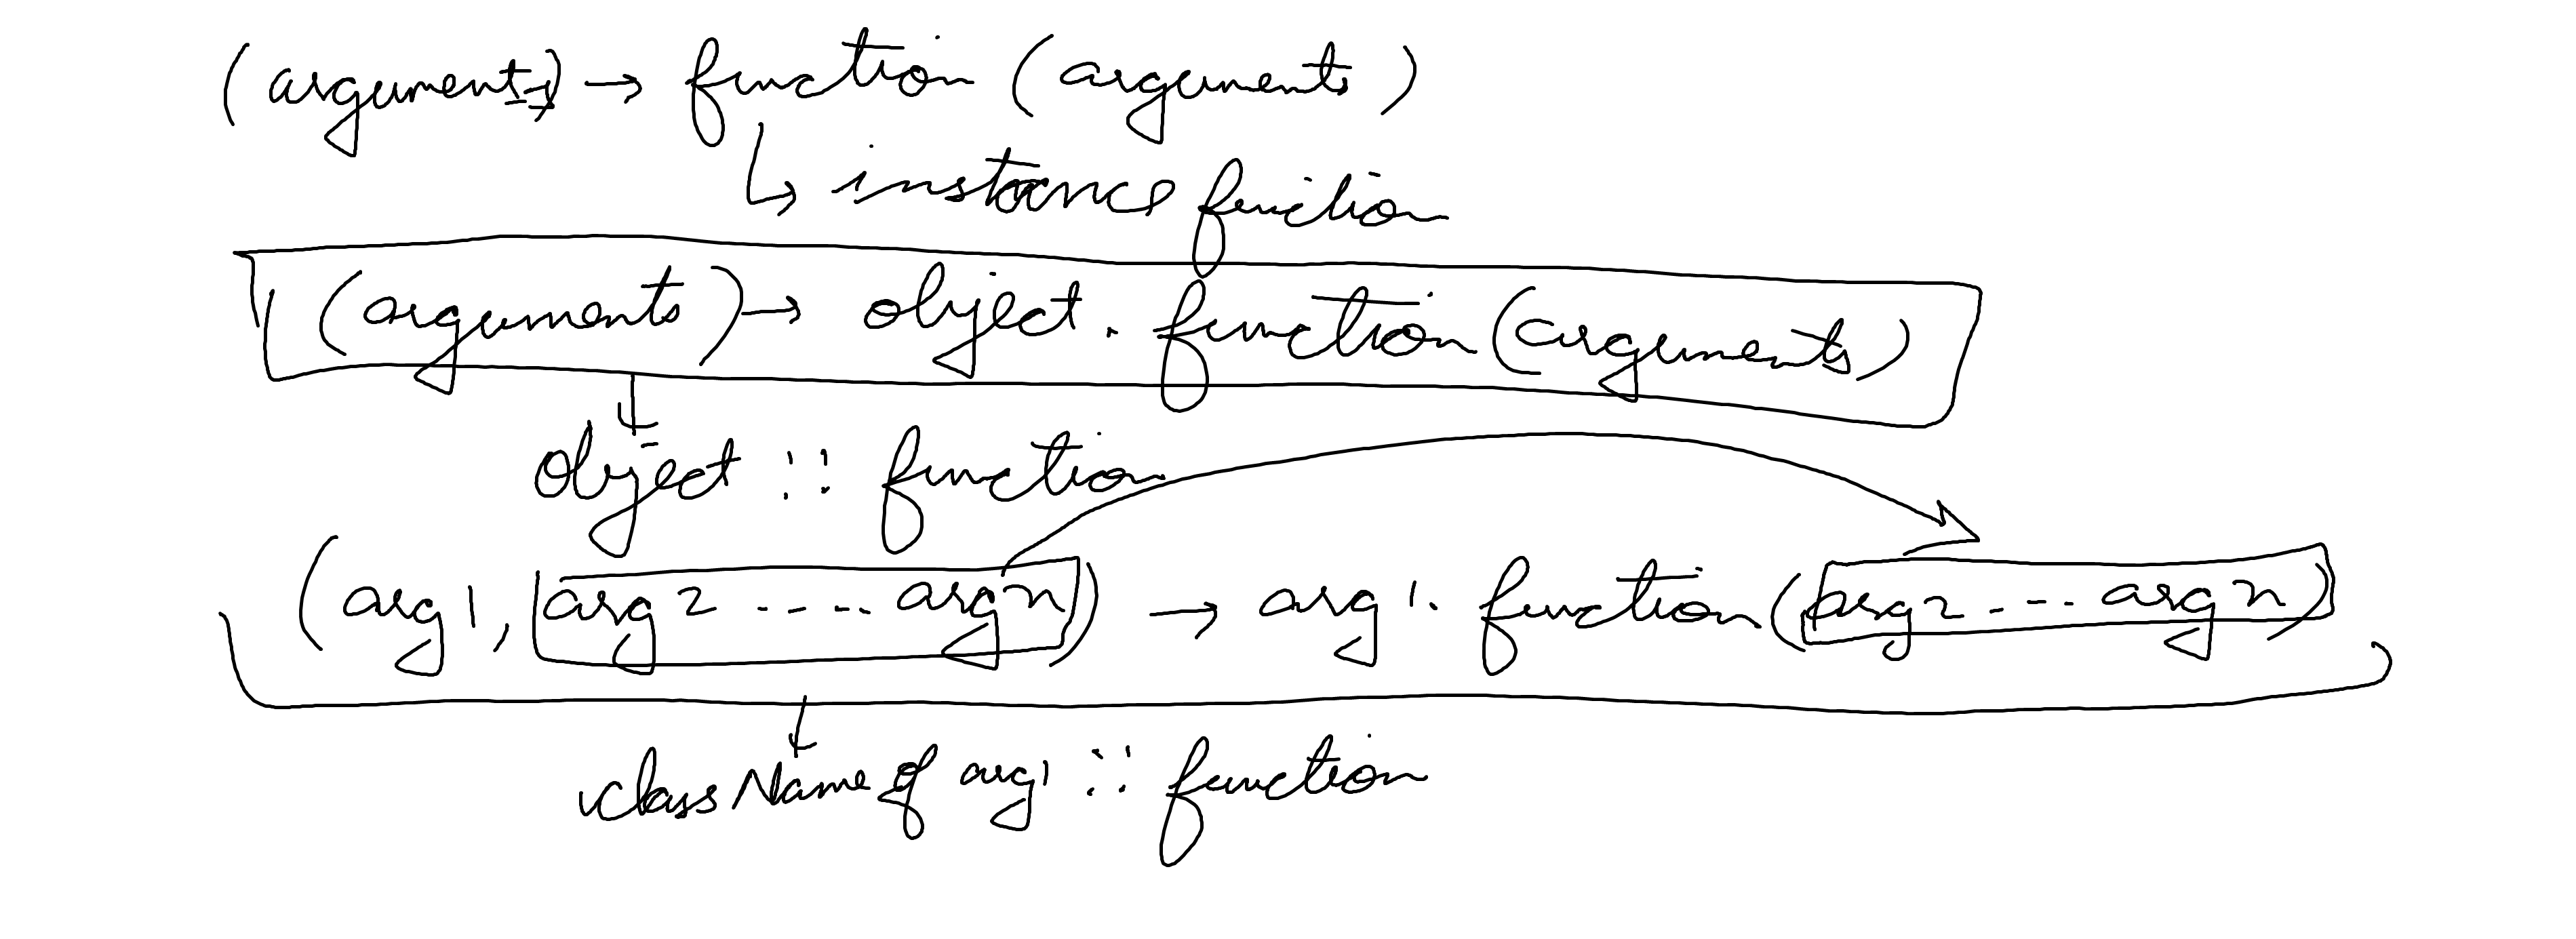 (arguments) → function (arguments)
↳ instance function
(arguments) → object. function(arguments)
object :: function
(arg1, arg2 ----- argn) → arg1. function(arg2 - -- argn)
className of arg1 :: function